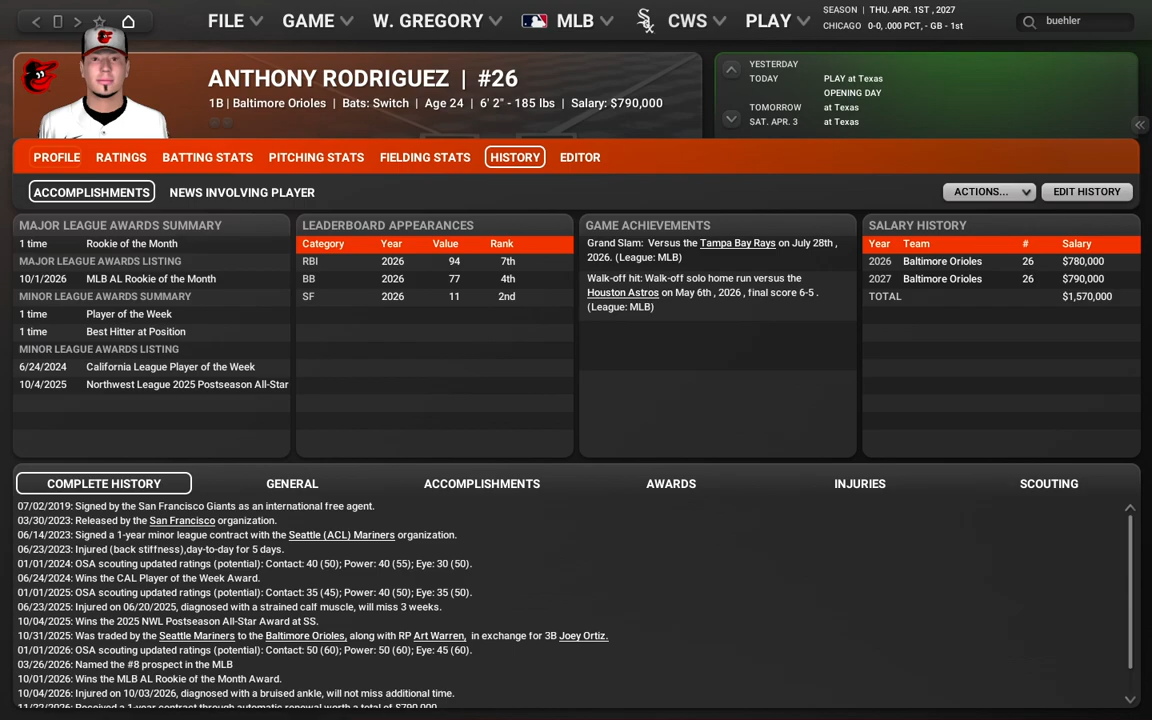 FILE GAME W. GREGORY MLB CWS PLAY
SEASON | THU. APR. 1ST , 2027
CHICAGO 0-0, .000 PCT, - GB - 1st
buehler
ANTHONY RODRIGUEZ | #26
1B | Baltimore Orioles | Bats: Switch | Age 24 | 6' 2" - 185 lbs | Salary: $790,000
YESTERDAY
TODAY PLAY at Texas
OPENING DAY
TOMORROW at Texas
SAT. APR. 3 at Texas
PROFILE RATINGS BATTING STATS PITCHING STATS FIELDING STATS HISTORY EDITOR
ACCOMPLISHMENTS NEWS INVOLVING PLAYER ACTIONS... EDIT HISTORY
MAJOR LEAGUE AWARDS SUMMARY
1 time Rookie of the Month
MAJOR LEAGUE AWARDS LISTING
10/1/2026 MLB AL Rookie of the Month
MINOR LEAGUE AWARDS SUMMARY
1 time Player of the Week
1 time Best Hitter at Position
MINOR LEAGUE AWARDS LISTING
6/24/2024 California League Player of the Week
10/4/2025 Northwest League 2025 Postseason All-Star
LEADERBOARD APPEARANCES
Category Year Value Rank
RBI 2026 94 7th
BB 2026 77 4th
SF 2026 11 2nd
GAME ACHIEVEMENTS
Grand Slam: Versus the Tampa Bay Rays on July 28th ,
2026. (League: MLB)
Walk-off hit: Walk-off solo home run versus the
Houston Astros on May 6th , 2026 , final score 6-5 .
(League: MLB)
SALARY HISTORY
Year Team # Salary
2026 Baltimore Orioles 26 $780,000
2027 Baltimore Orioles 26 $790,000
TOTAL $1,570,000
COMPLETE HISTORY GENERAL ACCOMPLISHMENTS AWARDS INJURIES SCOUTING
07/02/2019: Signed by the San Francisco Giants as an international free agent.
03/30/2023: Released by the San Francisco organization.
06/14/2023: Signed a 1-year minor league contract with the Seattle (ACL) Mariners organization.
06/23/2023: Injured (back stiffness),day-to-day for 5 days.
01/01/2024: OSA scouting updated ratings (potential): Contact: 40 (50); Power: 40 (55); Eye: 30 (50).
06/24/2024: Wins the CAL Player of the Week Award.
01/01/2025: OSA scouting updated ratings (potential): Contact: 35 (45); Power: 40 (50); Eye: 35 (50).
06/23/2025: Injured on 06/20/2025, diagnosed with a strained calf muscle, will miss 3 weeks.
10/04/2025: Wins the 2025 NWL Postseason All-Star Award at SS.
10/31/2025: Was traded by the Seattle Mariners to the Baltimore Orioles, along with RP Art Warren, in exchange for 3B Joey Ortiz.
01/01/2026: OSA scouting updated ratings (potential): Contact: 50 (60); Power: 50 (60); Eye: 45 (60).
03/26/2026: Named the #8 prospect in the MLB
10/01/2026: Wins the MLB AL Rookie of the Month Award.
10/04/2026: Injured on 10/03/2026, diagnosed with a bruised ankle, will not miss additional time.
11/22/2026: Received a 1-year contract through automatic renewal worth a total of $790,000